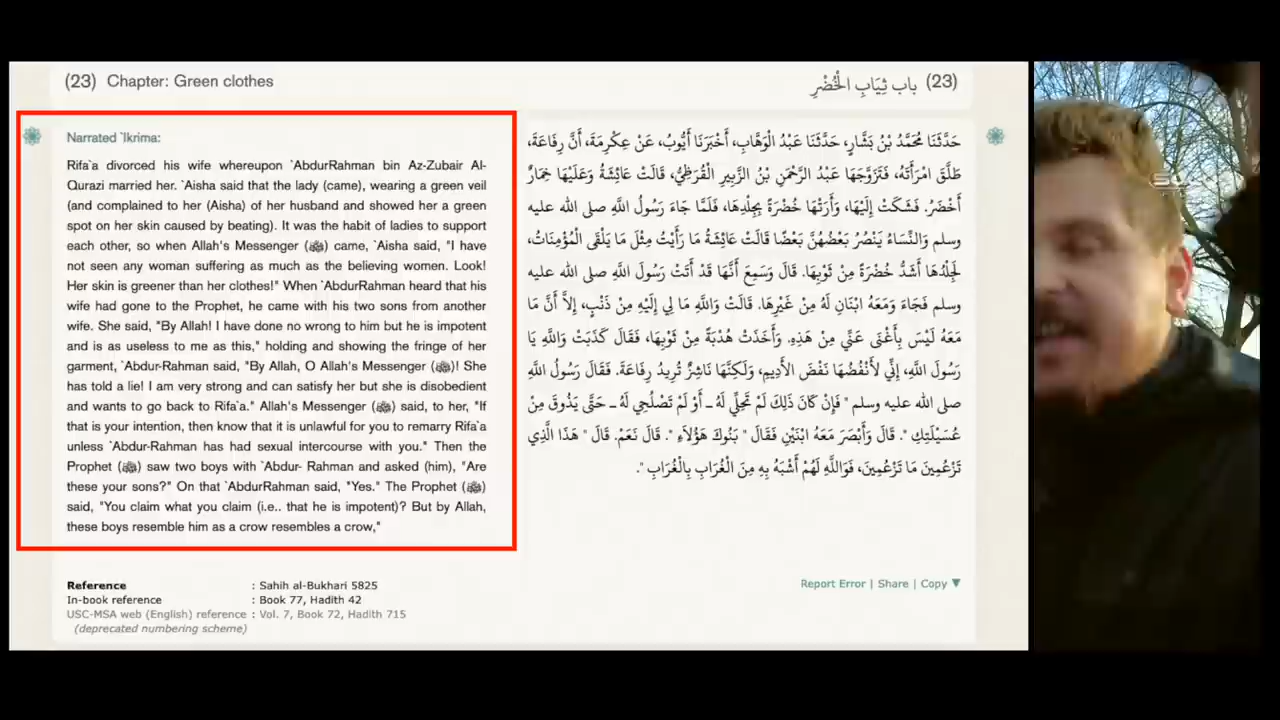 (23) Chapter: Green clothes
(23) باب ثِيَابِ الْخُضْرِ
Narrated `Ikrima:
Rifa`a divorced his wife whereupon `AbdurRahman bin Az-Zubair Al-
Qurazi married her. `Aisha said that the lady (came), wearing a green veil
(and complained to her (Aisha) of her husband and showed her a green
spot on her skin caused by beating). It was the habit of ladies to support
each other, so when Allah's Messenger (ﷺ) came, `Aisha said, "I have
not seen any woman suffering as much as the believing women. Look!
Her skin is greener than her clothes!" When `AbdurRahman heard that his
wife had gone to the Prophet, he came with his two sons from another
wife. She said, "By Allah! I have done no wrong to him but he is impotent
and is as useless to me as this," holding and showing the fringe of her
garment, `Abdur-Rahman said, "By Allah, O Allah's Messenger (ﷺ)! She
has told a lie! I am very strong and can satisfy her but she is disobedient
and wants to go back to Rifa`a." Allah's Messenger (ﷺ) said, to her, "If
that is your intention, then know that it is unlawful for you to remarry Rifa`a
unless `Abdur-Rahman has had sexual intercourse with you." Then the
Prophet (ﷺ) saw two boys with `Abdur- Rahman and asked (him), "Are
these your sons?" On that `AbdurRahman said, "Yes." The Prophet (ﷺ)
said, "You claim what you claim (i.e.. that he is impotent)? But by Allah,
these boys resemble him as a crow resembles a crow,"
حَدَّثَنَا مُحَمَّدُ بْنُ بَشَّارٍ، حَدَّثَنَا عَبْدُ الْوَهَّابِ، أَخْبَرَنَا أَيُّوبُ، عَنْ عِكْرِمَةَ، أَنَّ رِفَاعَةَ،
طَلَّقَ امْرَأَتَهُ، فَتَزَوَّجَهَا عَبْدُ الرَّحْمَنِ بْنُ الزَّبِيرِ الْقُرَظِيُّ، قَالَتْ عَائِشَةُ وَعَلَيْهَا خِمَارٌ
أَخْضَرُ. فَشَكَتْ إِلَيْهَا، وَأَرَتْهَا خُضْرَةً بِجِلْدِهَا، فَلَمَّا جَاءَ رَسُولُ اللَّهِ صلى الله عليه
وسلم وَالنِّسَاءُ يَنْصُرُ بَعْضُهُنَّ بَعْضًا قَالَتْ عَائِشَةُ مَا رَأَيْتُ مِثْلَ مَا يَلْقَى الْمُؤْمِنَاتُ،
لَجِلْدُهَا أَشَدُّ خُضْرَةً مِنْ ثَوْبِهَا. قَالَ وَسَمِعَ أَنَّهَا قَدْ أَتَتْ رَسُولَ اللَّهِ صلى الله عليه
وسلم فَجَاءَ وَمَعَهُ ابْنَانِ لَهُ مِنْ غَيْرِهَا. قَالَتْ وَاللَّهِ مَا لِي إِلَيْهِ مِنْ ذَنْبٍ، إِلاَّ أَنَّ مَا
مَعَهُ لَيْسَ بِأَغْنَى عَنِّي مِنْ هَذِهِ. وَأَخَذَتْ هُدْبَةً مِنْ ثَوْبِهَا، فَقَالَ كَذَبَتْ وَاللَّهِ يَا
رَسُولَ اللَّهِ، إِنِّي لأَنْفُضُهَا نَفْضَ الأَدِيمِ، وَلَكِنَّهَا نَاشِزٌ تُرِيدُ رِفَاعَةَ. فَقَالَ رَسُولُ اللَّهِ
صلى الله عليه وسلم " فَإِنْ كَانَ ذَلِكَ لَمْ تَحِلِّي لَهُ ـ أَوْ لَمْ تَصْلُحِي لَهُ ـ حَتَّى يَذُوقَ مِنْ
عُسَيْلَتِكِ ". قَالَ وَأَبْصَرَ مَعَهُ ابْنَيْنِ فَقَالَ " بَنُوكَ هَؤُلاَءِ ". قَالَ نَعَمْ. قَالَ " هَذَا الَّذِي
تَزْعُمِينَ مَا تَزْعُمِينَ، فَوَاللَّهِ لَهُمْ أَشْبَهُ بِهِ مِنَ الْغُرَابِ بِالْغُرَابِ ".
Reference : Sahih al-Bukhari 5825
In-book reference : Book 77, Hadith 42
USC-MSA web (English) reference : Vol. 7, Book 72, Hadith 715
(deprecated numbering scheme)
Report Error | Share | Copy ▼